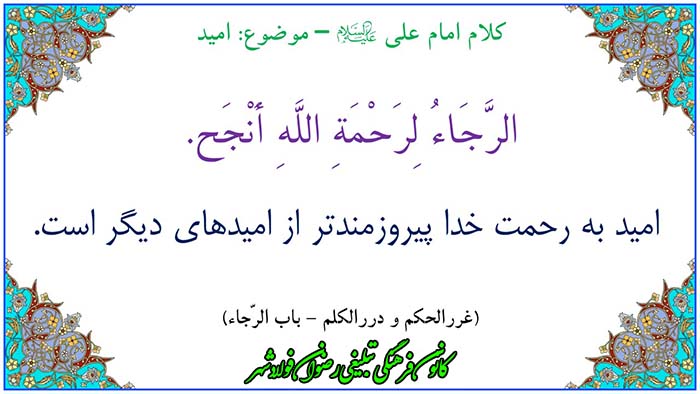 کلام امام علی علیه‌السلام – موضوع: امید
الرَّجَاءُ لِرَحْمَةِ اللَّهِ أنْجَح.
امید به رحمت خدا پیروزمندتر از امیدهای دیگر است.
(غررالحکم و دررالکلم – باب الرّجاء)
کانون فرهنگی تبلیغی رضوان فولادشهر